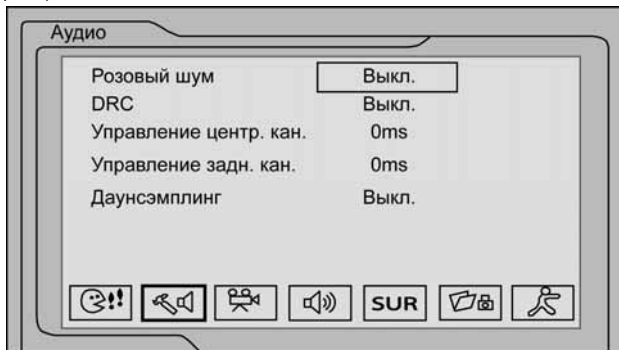 Аудио
Розовый шум Выкл.
DRC Выкл.
Управление центр. кан. 0ms
Управление задн. кан. 0ms
Даунсэмплинг Выкл.
SUR